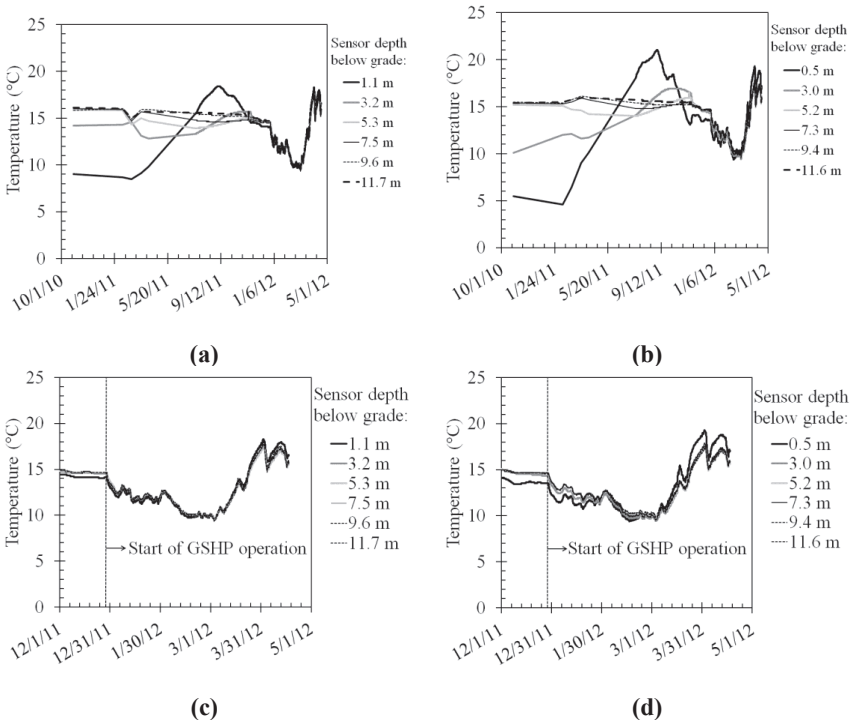 25
20
15
10
5
0
Temperature (°C)
10/1/10
1/24/11
5/20/11
9/12/11
1/6/12
5/1/12
Sensor depth
below grade:
1.1 m
3.2 m
5.3 m
7.5 m
9.6 m
11.7 m
(a)
25
20
15
10
5
0
Temperature (°C)
10/1/10
1/24/11
5/20/11
9/12/11
1/6/12
5/1/12
Sensor depth
below grade:
0.5 m
3.0 m
5.2 m
7.3 m
9.4 m
11.6 m
(b)
25
20
15
10
5
0
Temperature (°C)
Start of GSHP operation
12/1/11
12/31/11
1/30/12
3/1/12
3/31/12
5/1/12
Sensor depth
below grade:
1.1 m
3.2 m
5.3 m
7.5 m
9.6 m
11.7 m
(c)
25
20
15
10
5
0
Temperature (°C)
Start of GSHP operation
12/1/11
12/31/11
1/30/12
3/1/12
3/31/12
5/1/12
Sensor depth
below grade:
0.5 m
3.0 m
5.2 m
7.3 m
9.4 m
11.6 m
(d)